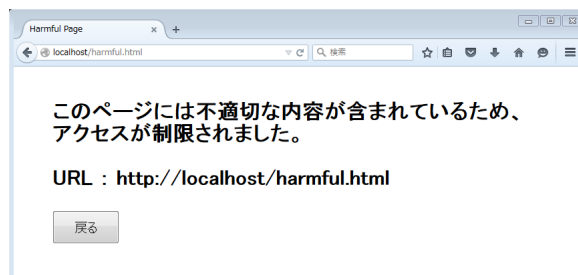 Harmful Page
localhost/harmful.html
検索
このページには不適切な内容が含まれているため、
アクセスが制限されました。
URL : http://localhost/harmful.html
戻る